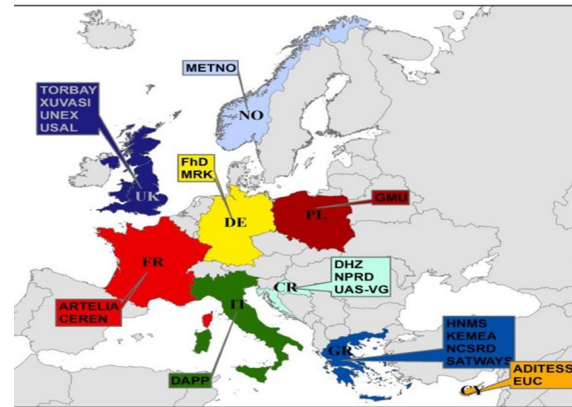 METNO
NO
TORBAY
XUVASI
UNEX
USAL
UK
FhD
MRK
DE
GMU
PL
FR
ARTELIA
CEREN
DHZ
NPRD
UAS-VG
CR
IT
DAPP
HNMS
KEMEA
NCSRD
SATWAYS
GR
ADITESS
EUC
CY